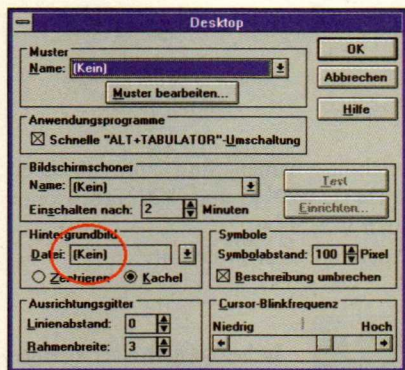 Desktop
Muster
Name: (Kein)
Muster bearbeiten...
OK
Abbrechen
Hilfe
Anwendungsprogramme
Schnelle "ALT+TABULATOR"-Umschaltung
Bildschirmschoner
Name: (Kein)
Einschalten nach: 2 Minuten
Test
Einrichten...
Hintergrundbild
Datei: (Kein)
Zentrieren Kachel
Symbole
Symbolabstand: 100 Pixel
Beschreibung umbrechen
Ausrichtungsgitter
Linienabstand: 0
Rahmenbreite: 3
Cursor-Blinkfrequenz
Niedrig Hoch